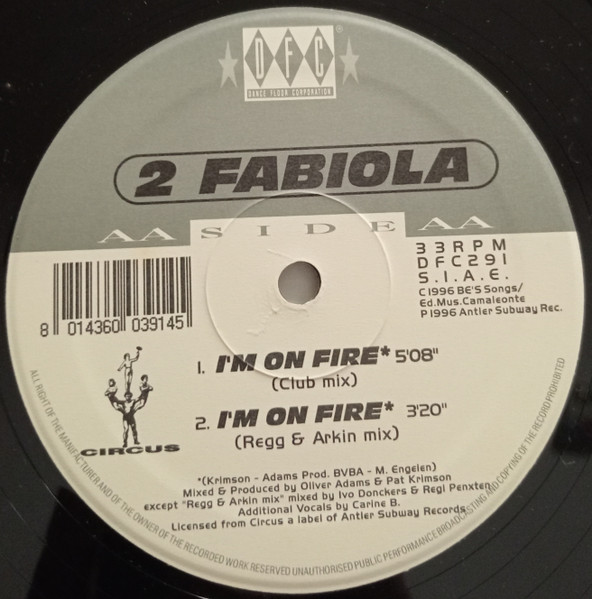 D F C ®
DANCE FLOOR CORPORATION
2 FABIOLA
AA SIDE AA
33RPM
DFC291
S.I.A.E.
C1996 BE'S Songs/
Ed.Mus.Camaleonte
P1996 Antler Subway Rec.
8 014360 039145
1. I'M ON FIRE* 5'08"
(Club mix)
2. I'M ON FIRE* 3'20"
(Regg & Arkin mix)
CIRCUS
*(Krimson - Adams Prod. BVBA - M. Engelen)
Mixed & Produced by Oliver Adams & Pat Krimson
except "Regg & Arkin mix" mixed by Ivo Donckers & Regi Penxten
Additional Vocals by Carine B.
Licensed from Circus a label of Antler Subway Records
ALL RIGHT OF THE MANUFACTURER AND OF THE OWNER OF THE RECORDED WORK RESERVED UNAUTHORISED PUBLIC PERFORMANCE BROADCASTING AND COPYING OF THE RECORD PROHIBITED